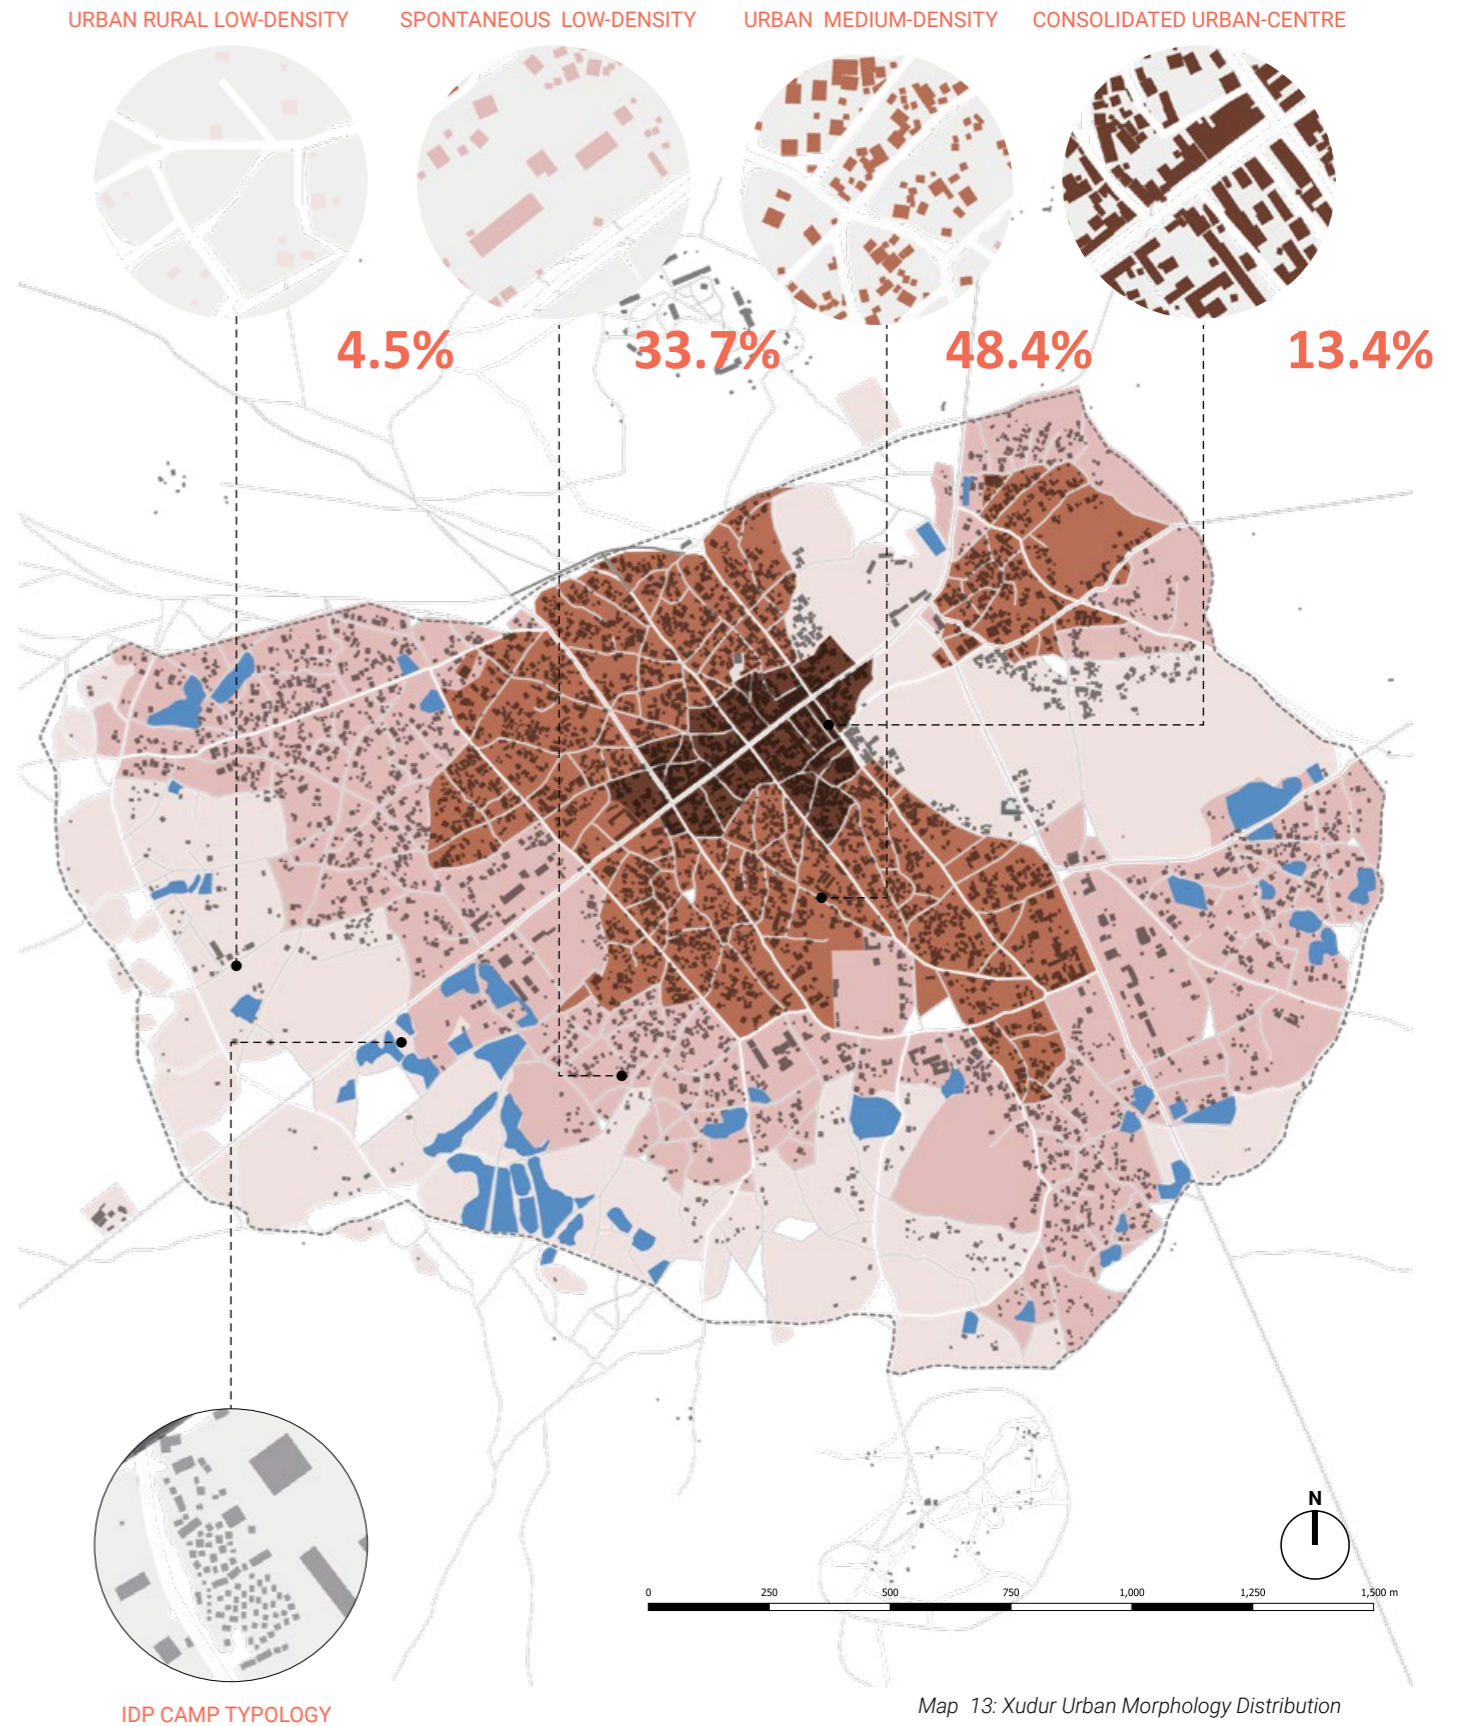 URBAN RURAL LOW-DENSITY
SPONTANEOUS LOW-DENSITY
URBAN MEDIUM-DENSITY
CONSOLIDATED URBAN-CENTRE
4.5%
33.7%
48.4%
13.4%
N
0 250 500 750 1,000 1,250 1,500 m
IDP CAMP TYPOLOGY
Map 13: Xudur Urban Morphology Distribution